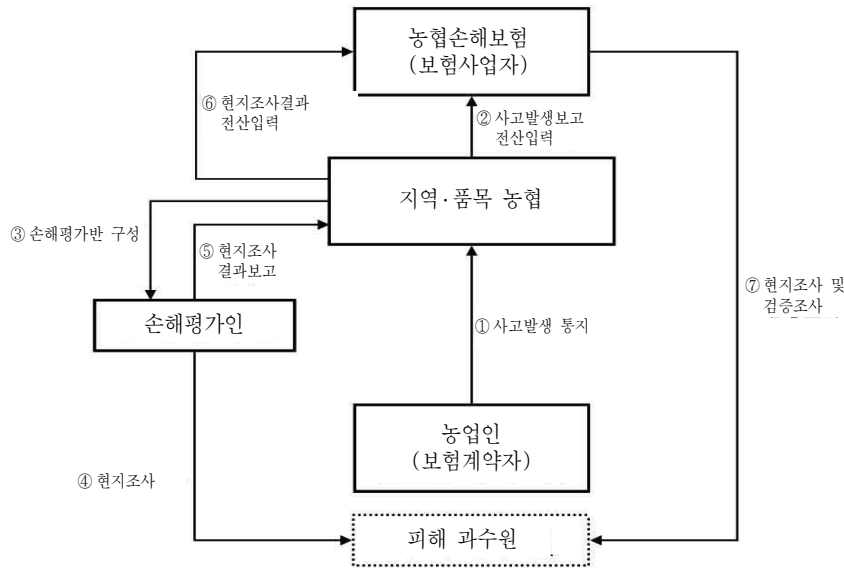 농협손해보험
(보험사업자)
⑥ 현지조사결과
전산입력
② 사고발생보고
전산입력
지역·품목 농협
③ 손해평가반 구성
⑤ 현지조사
결과보고
⑦ 현지조사 및
검증조사
손해평가인
① 사고발생 통지
농업인
(보험계약자)
④ 현지조사
피해 과수원